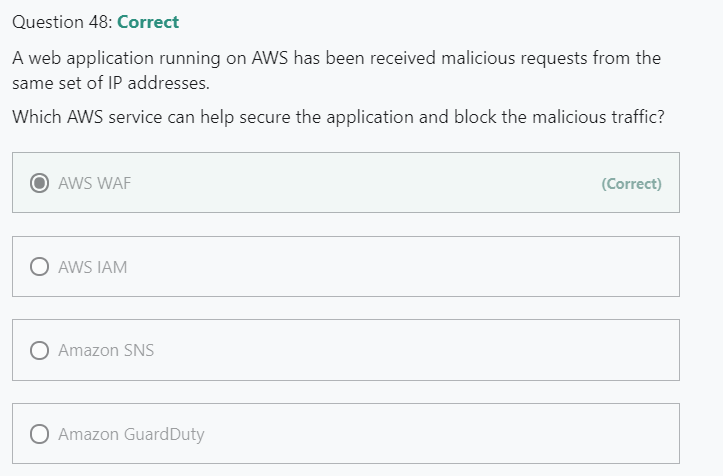 Question 48: Correct
A web application running on AWS has been received malicious requests from the
same set of IP addresses.
Which AWS service can help secure the application and block the malicious traffic?
AWS WAF (Correct)
AWS IAM
Amazon SNS
Amazon GuardDuty